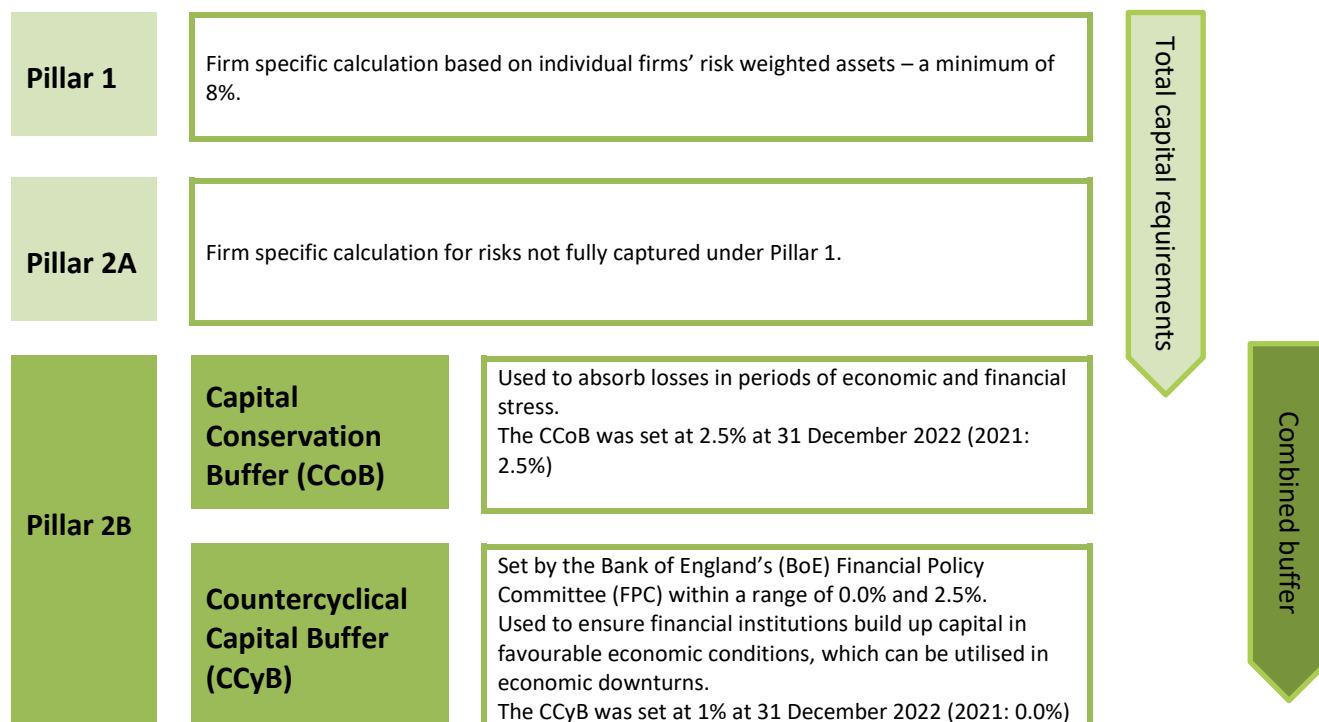 Pillar 1
Firm specific calculation based on individual firms’ risk weighted assets – a minimum of
8%.
Total capital requirements
Pillar 2A
Firm specific calculation for risks not fully captured under Pillar 1.
Pillar 2B
Capital
Conservation
Buffer (CCoB)
Used to absorb losses in periods of economic and financial
stress.
The CCoB was set at 2.5% at 31 December 2022 (2021:
2.5%)
Combined buffer
Countercyclical
Capital Buffer
(CCyB)
Set by the Bank of England’s (BoE) Financial Policy
Committee (FPC) within a range of 0.0% and 2.5%.
Used to ensure financial institutions build up capital in
favourable economic conditions, which can be utilised in
economic downturns.
The CCyB was set at 1% at 31 December 2022 (2021: 0.0%)